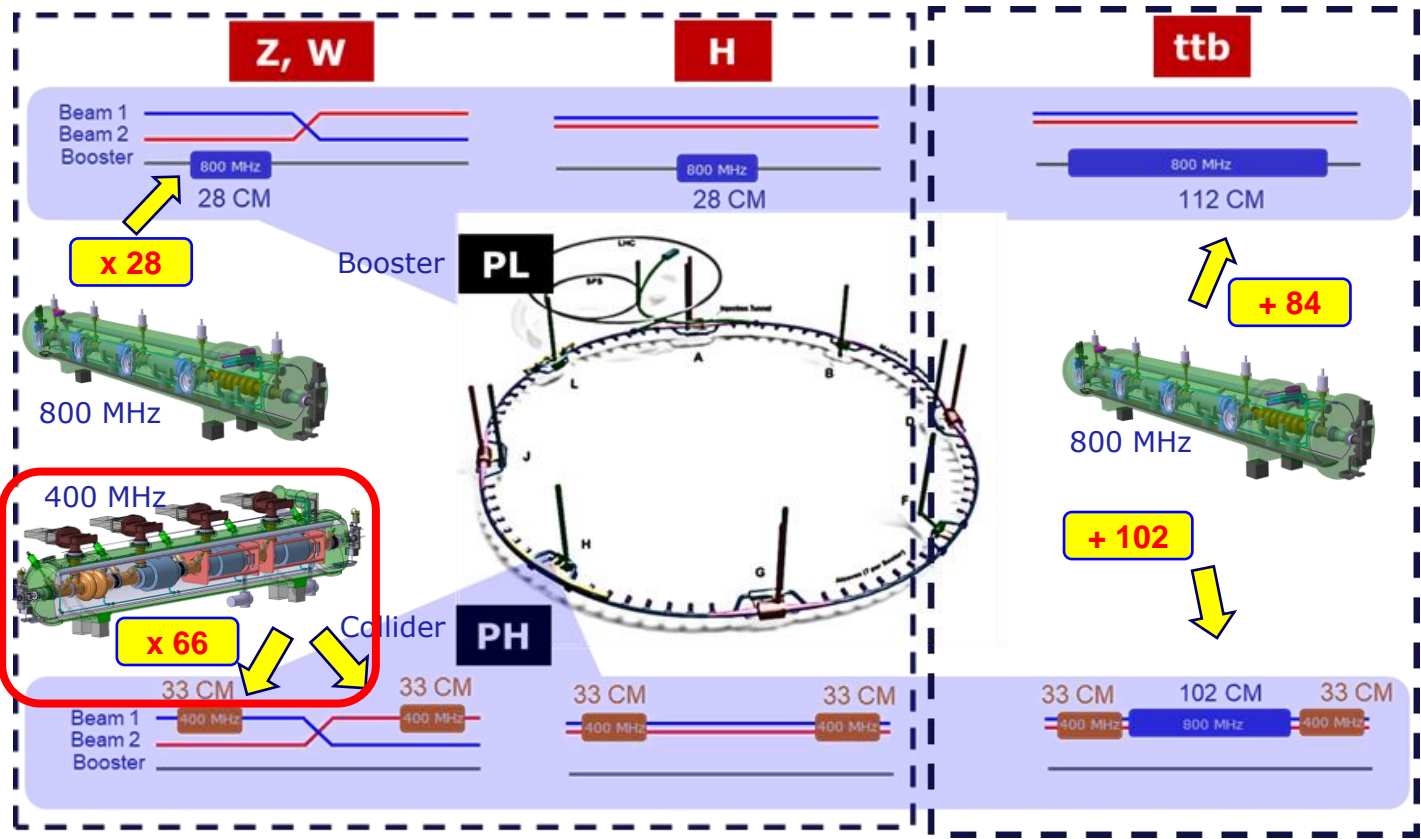 Z, W
H
ttb
Beam 1
Beam 2
Booster
800 MHz
28 CM
800 MHz
28 CM
800 MHz
112 CM
x 28
Booster
PL
+ 84
LHC
SPS
Injection Tunnel
A
B
L
D
J
F
H
G
800 MHz
800 MHz
400 MHz
+ 102
x 66
Collider
PH
33 CM
33 CM
33 CM
33 CM
33 CM
102 CM
33 CM
Beam 1
Beam 2
Booster
400 MHz
400 MHz
400 MHz
400 MHz
400 MHz
800 MHz
400 MHz